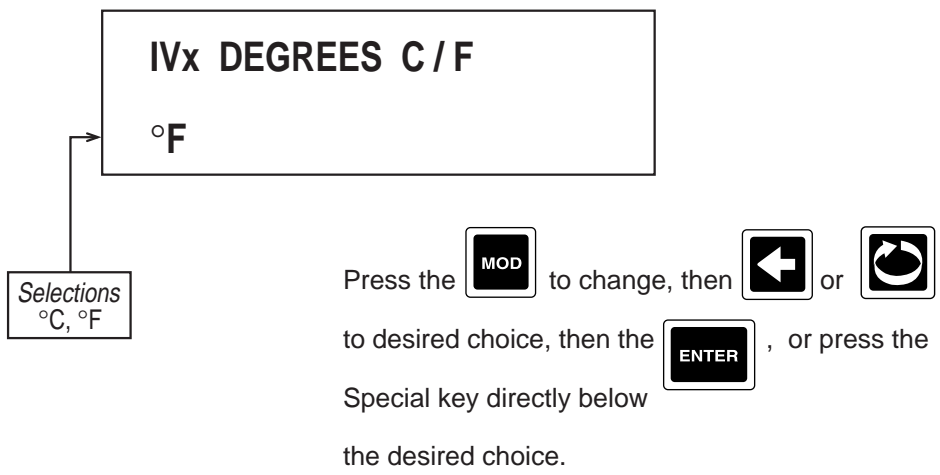 IVx DEGREES C / F
°F
Selections
°C, °F
Press the MOD to change, then or
to desired choice, then the ENTER , or press the
Special key directly below
the desired choice.